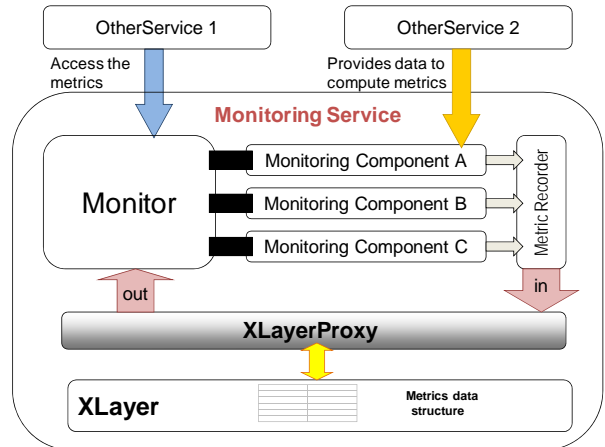 OtherService 1
OtherService 2
Access the
metrics
Provides data to
compute metrics
Monitoring Service
Monitor
Monitoring Component A
Monitoring Component B
Monitoring Component C
Metric Recorder
out
in
XLayerProxy
XLayer
Metrics data
structure